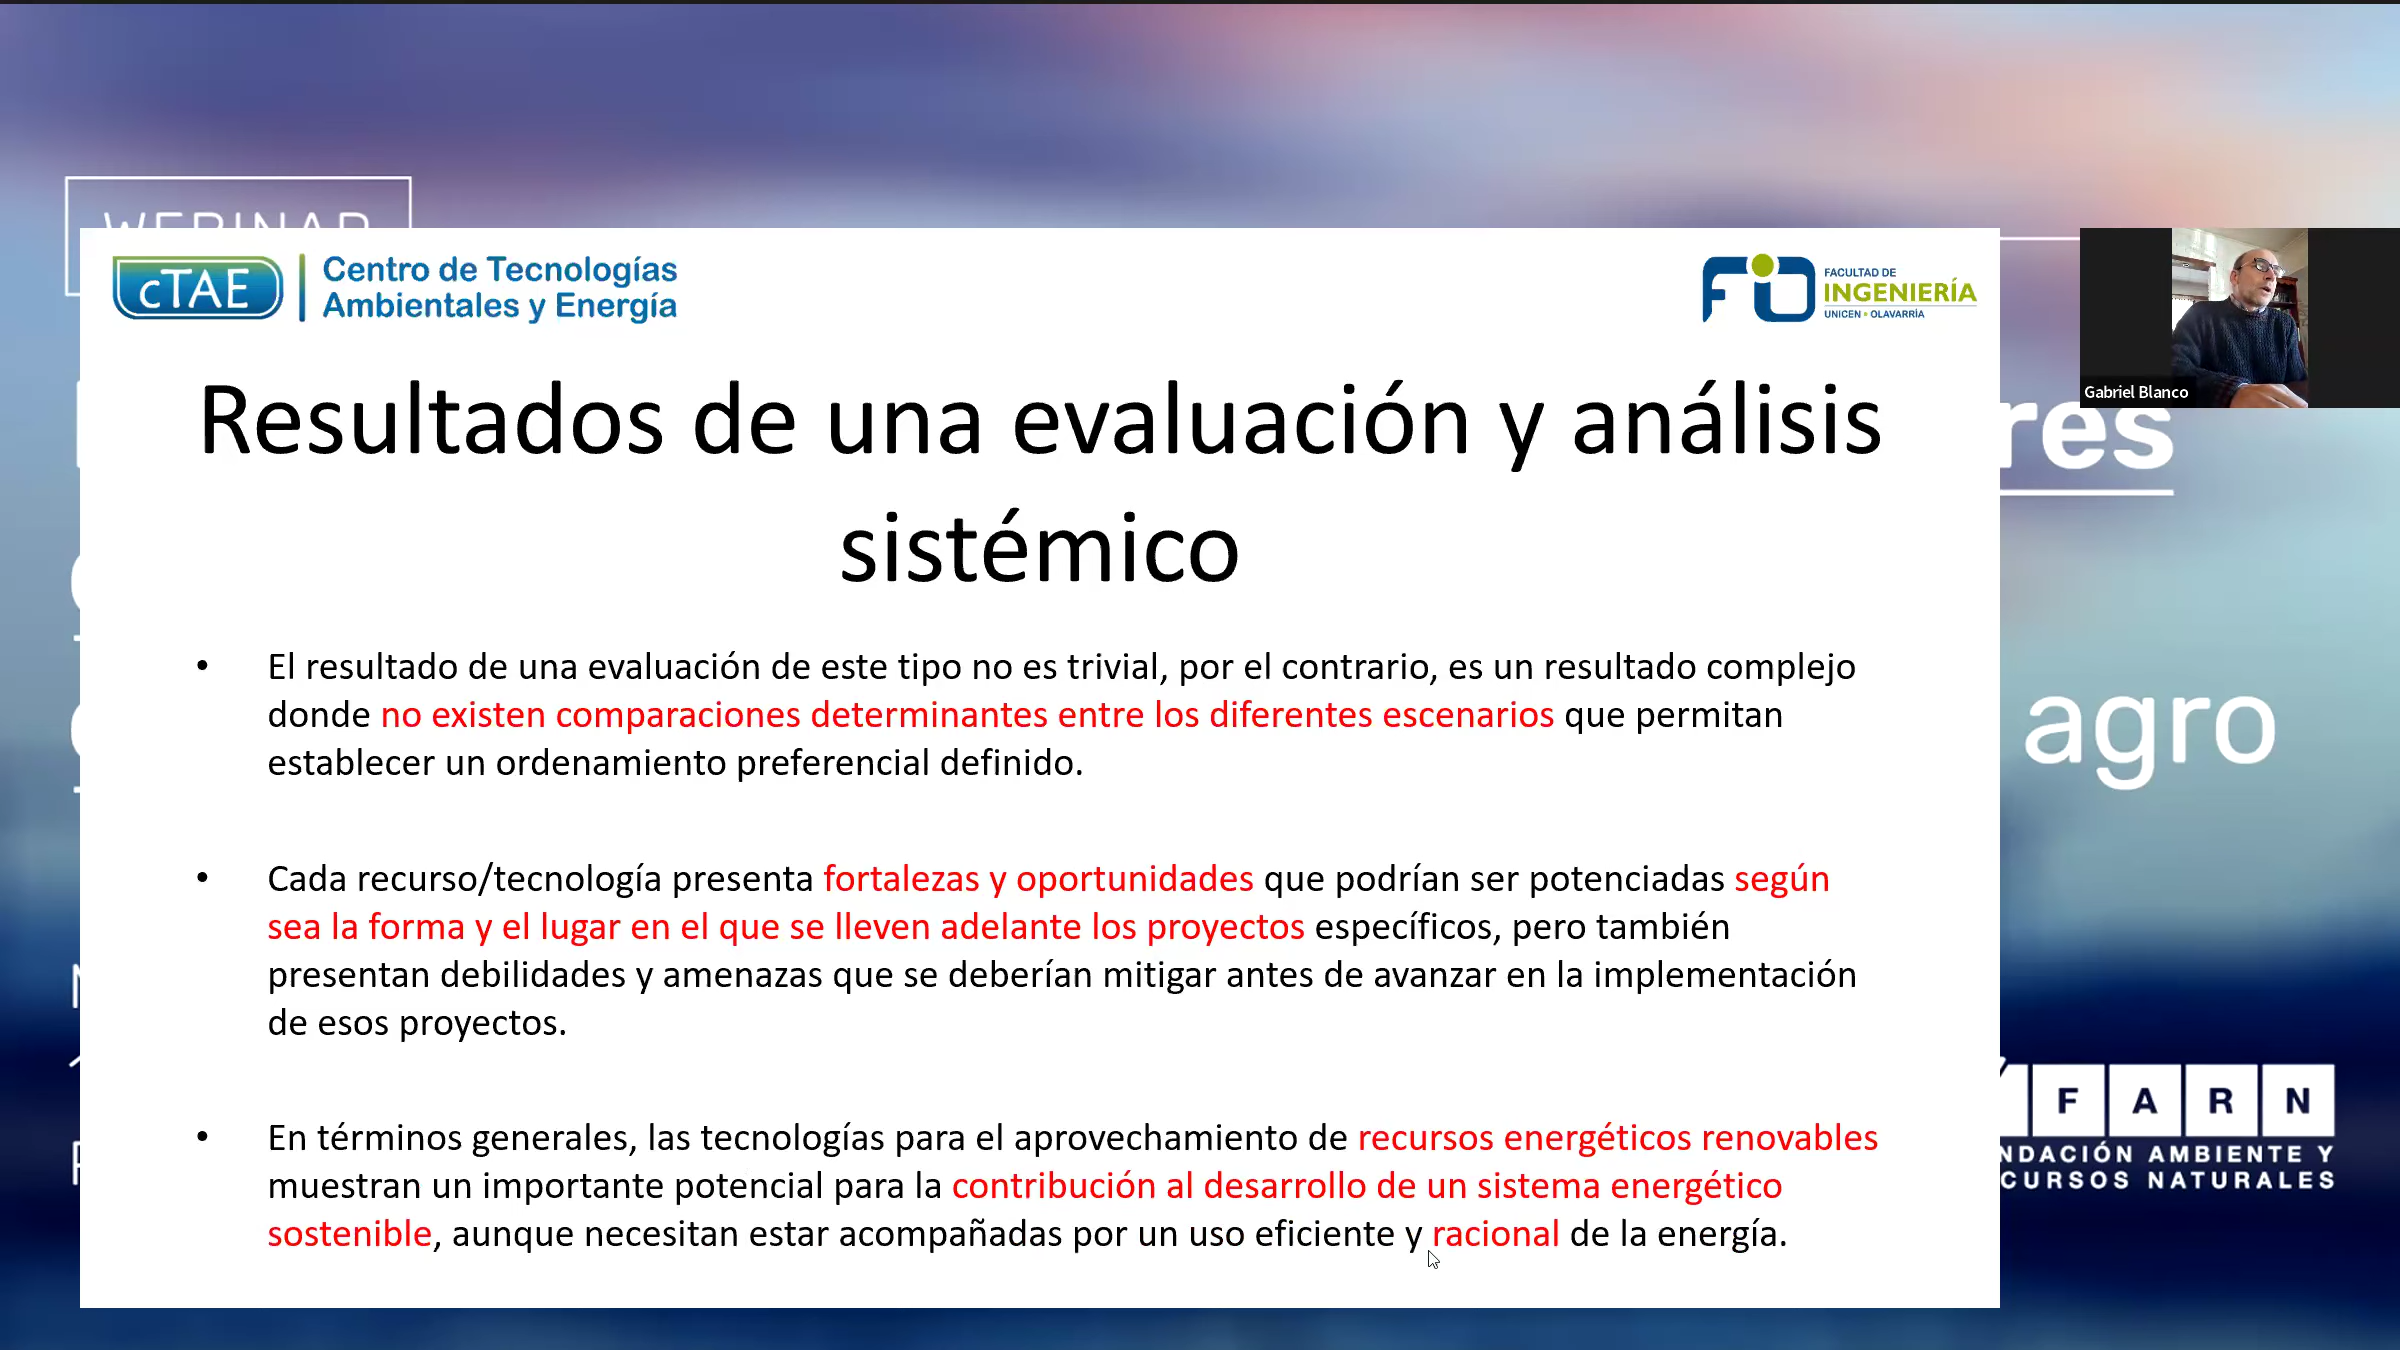 WEBINAR
cTAE
Centro de Tecnologías
Ambientales y Energía
FIO
FACULTAD DE
INGENIERÍA
UNICEN • OLAVARRÍA
Gabriel Blanco
res
Resultados de una evaluación y análisis
sistémico
• El resultado de una evaluación de este tipo no es trivial, por el contrario, es un resultado complejo
donde no existen comparaciones determinantes entre los diferentes escenarios que permitan
establecer un ordenamiento preferencial definido.
agro
• Cada recurso/tecnología presenta fortalezas y oportunidades que podrían ser potenciadas según
sea la forma y el lugar en el que se lleven adelante los proyectos específicos, pero también
presentan debilidades y amenazas que se deberían mitigar antes de avanzar en la implementación
de esos proyectos.
• En términos generales, las tecnologías para el aprovechamiento de recursos energéticos renovables
muestran un importante potencial para la contribución al desarrollo de un sistema energético
sostenible, aunque necesitan estar acompañadas por un uso eficiente y racional de la energía.
FARN
NDACIÓN AMBIENTE Y
CURSOS NATURALES